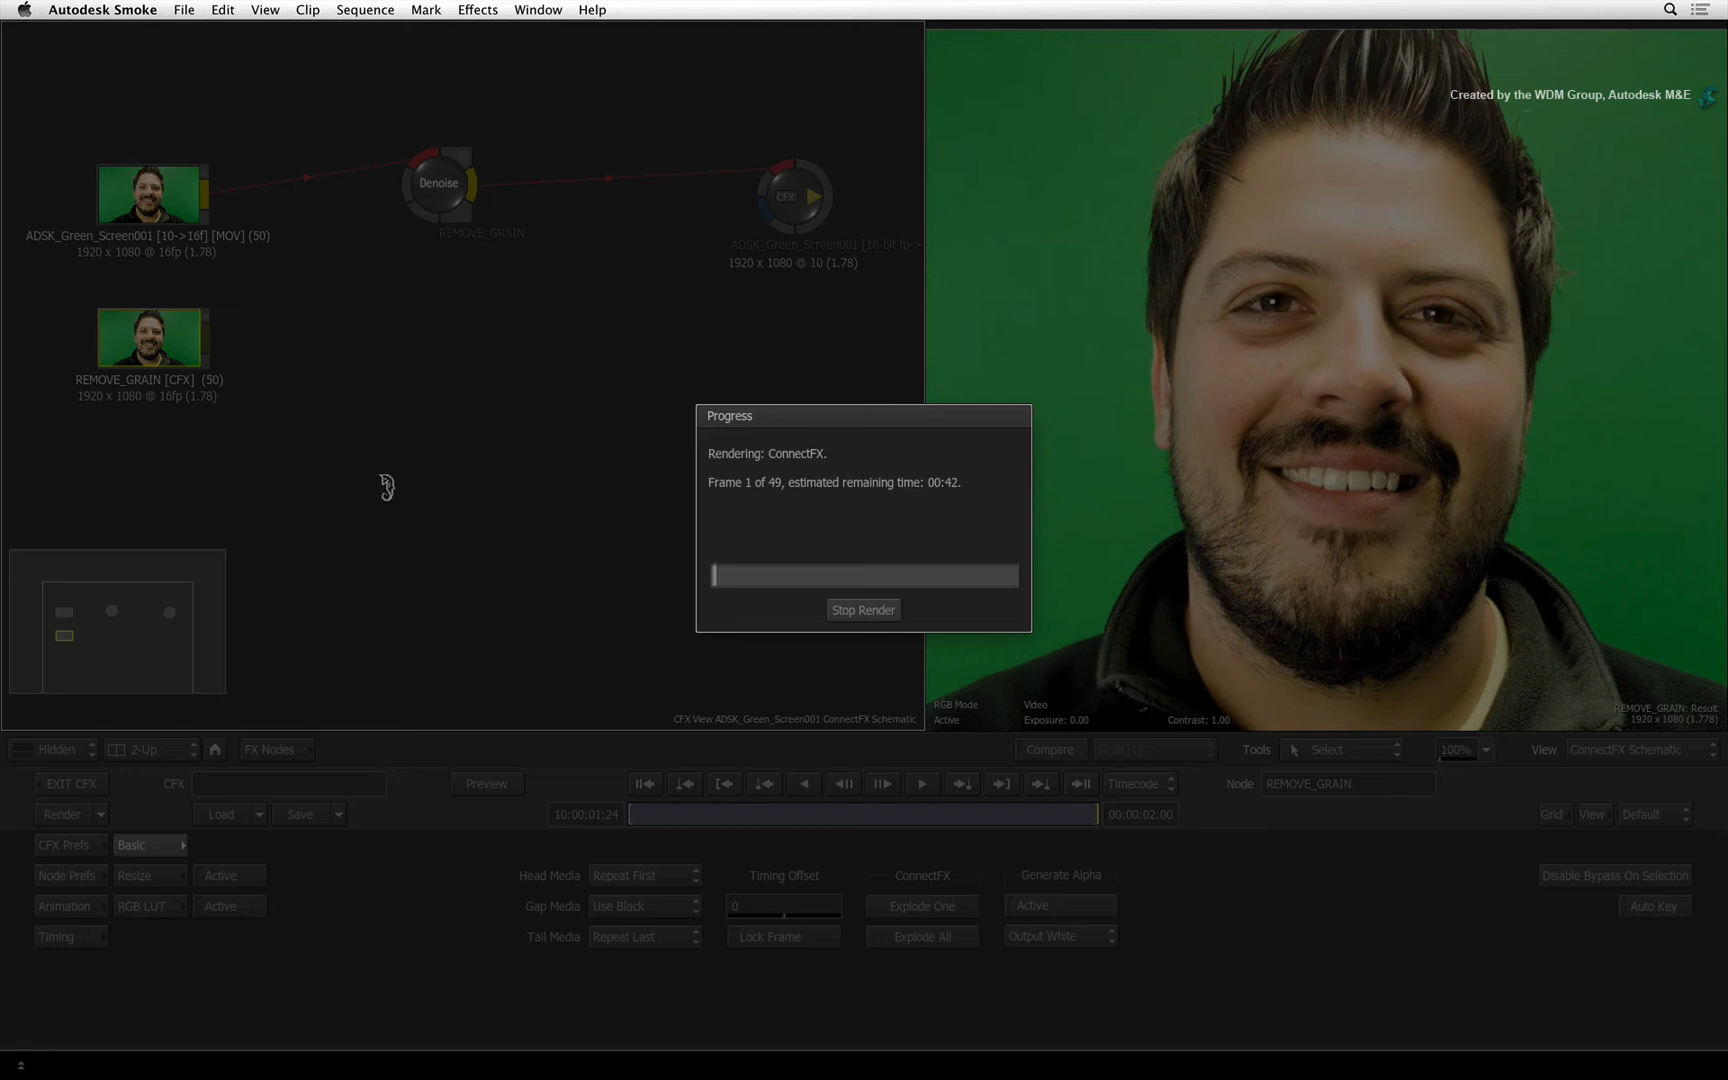 Autodesk Smoke File Edit View Clip Sequence Mark Effects Window Help
Created by the WDM Group, Autodesk M&E
Denoise
REMOVE_GRAIN
CFX
ADSK_Green_Screen001 [10->16f] [MOV] (50)
1920 x 1080 @ 16fp (1.78)
ADSK_Green_Screen001 [16-bit fp->
1920 x 1080 @ 10 (1.78)
REMOVE_GRAIN [CFX] (50)
1920 x 1080 @ 16fp (1.78)
Progress
Rendering: ConnectFX.
Frame 1 of 49, estimated remaining time: 00:42.
Stop Render
CFX View ADSK_Green_Screen001 ConnectFX Schematic
RGB Mode Video REMOVE_GRAIN: Result
Active Exposure: 0.00 Contrast: 1.00 1920 x 1080 (1.778)
Hidden 2-Up FX Nodes Compare Grab [1] Tools Select 100% View ConnectFX Schematic
EXIT CFX CFX Preview Timecode Node REMOVE_GRAIN
Render Load Save 10:00:01:24 00:00:02:00 Grid View Default
CFX Prefs Basic
Node Prefs Resize Active Head Media Repeat First Timing Offset ConnectFX Generate Alpha Disable Bypass On Selection
Animation RGB LUT Active Gap Media Use Black 0 Explode One Active Auto Key
Timing Tail Media Repeat Last Lock Frame Explode All Output White